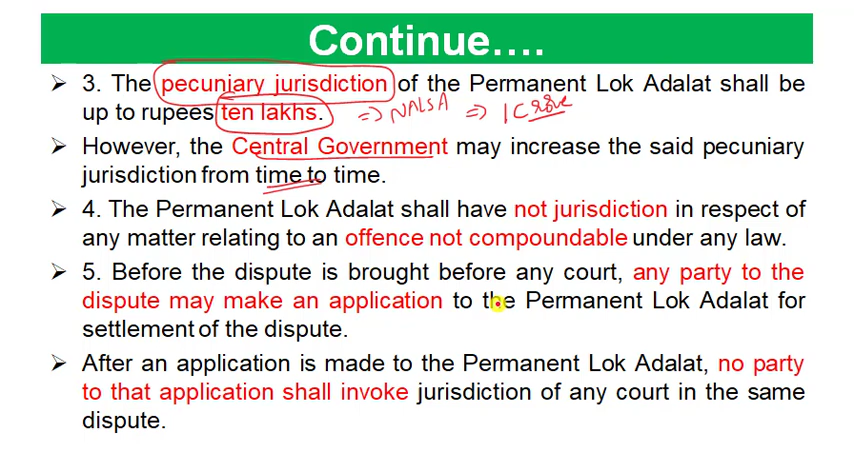 Continue….
➢ 3. The pecuniary jurisdiction of the Permanent Lok Adalat shall be
up to rupees ten lakhs. ⇒ NALSA ⇒ 1 Crore
➢ However, the Central Government may increase the said pecuniary
jurisdiction from time to time.
➢ 4. The Permanent Lok Adalat shall have not jurisdiction in respect of
any matter relating to an offence not compoundable under any law.
➢ 5. Before the dispute is brought before any court, any party to the
dispute may make an application to the Permanent Lok Adalat for
settlement of the dispute.
➢ After an application is made to the Permanent Lok Adalat, no party
to that application shall invoke jurisdiction of any court in the same
dispute.